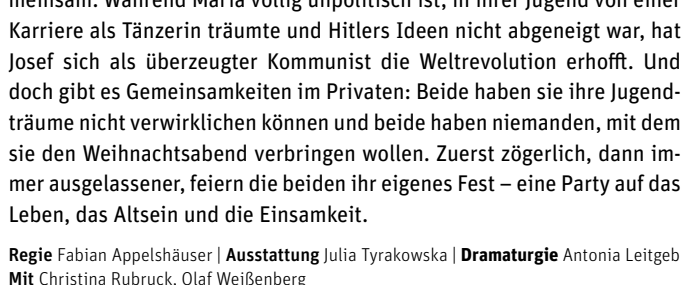 meinsam. Während Maria völlig unpolitisch ist, in ihrer Jugend von einer
Karriere als Tänzerin träumte und Hitlers Ideen nicht abgeneigt war, hat
Josef sich als überzeugter Kommunist die Weltrevolution erhofft. Und
doch gibt es Gemeinsamkeiten im Privaten: Beide haben sie ihre Jugend-
träume nicht verwirklichen können und beide haben niemanden, mit dem
sie den Weihnachtsabend verbringen wollen. Zuerst zögerlich, dann im-
mer ausgelassener, feiern die beiden ihr eigenes Fest – eine Party auf das
Leben, das Altsein und die Einsamkeit.
Regie Fabian Appelshäuser | Ausstattung Julia Tyrakowska | Dramaturgie Antonia Leitgeb
Mit Christina Rubruck, Olaf Weißenberg